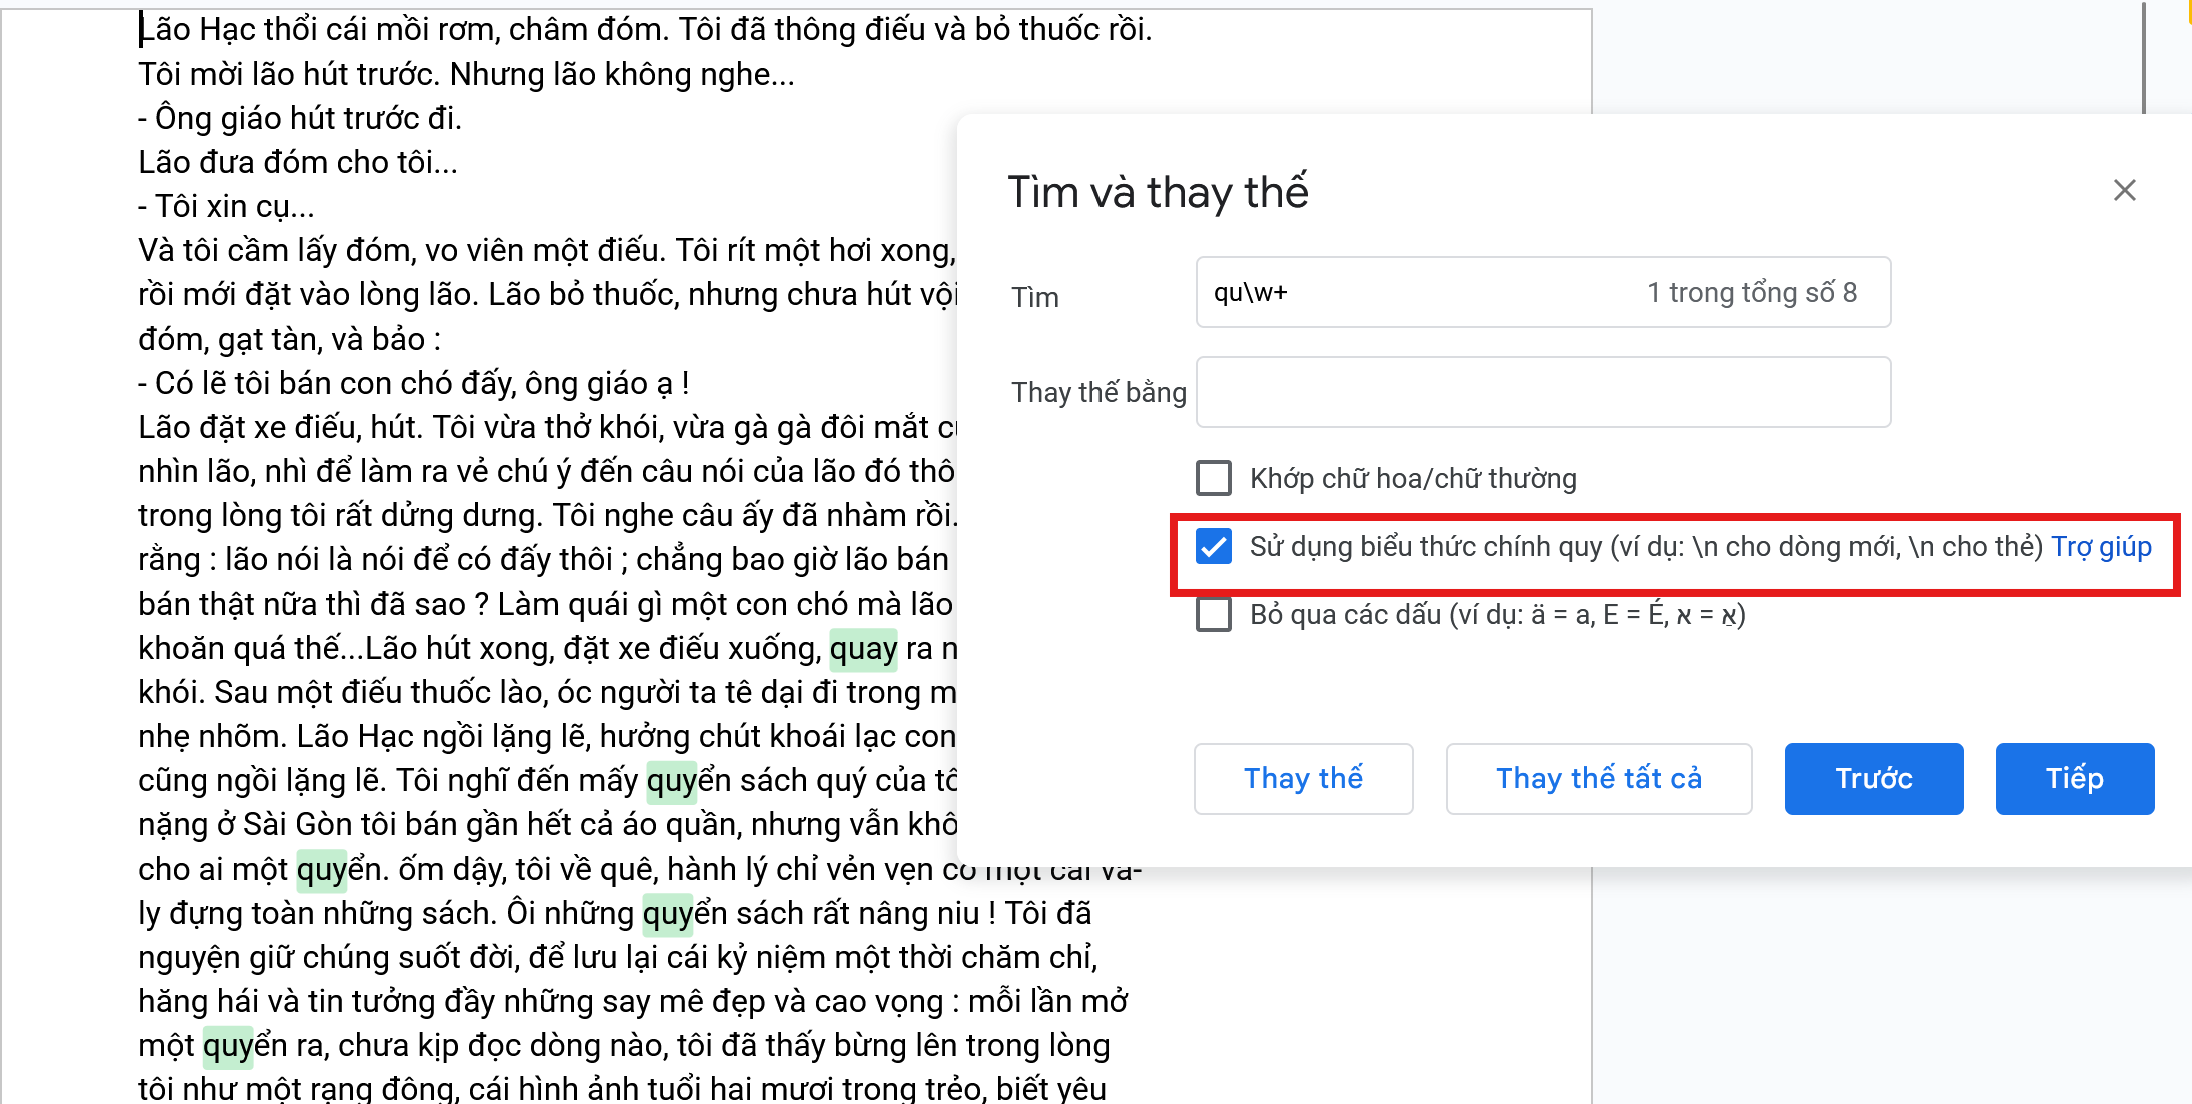 Lão Hạc thổi cái mồi rơm, châm đóm. Tôi đã thông điếu và bỏ thuốc rồi.
Tôi mời lão hút trước. Nhưng lão không nghe...
- Ông giáo hút trước đi.
Lão đưa đóm cho tôi...
- Tôi xin cụ...
Và tôi cầm lấy đóm, vo viên một điếu. Tôi rít một hơi xong,
rồi mới đặt vào lòng lão. Lão bỏ thuốc, nhưng chưa hút vội
đóm, gạt tàn, và bảo :
- Có lẽ tôi bán con chó đấy, ông giáo ạ !
Lão đặt xe điếu, hút. Tôi vừa thở khói, vừa gà gà đôi mắt
nhìn lão, nhì để làm ra vẻ chú ý đến câu nói của lão đó thô
trong lòng tôi rất dửng dưng. Tôi nghe câu ấy đã nhàm rồi.
rằng : lão nói là nói để có đấy thôi ; chẳng bao giờ lão bán
bán thật nữa thì đã sao ? Làm quái gì một con chó mà lão
khoăn quá thế...Lão hút xong, đặt xe điếu xuống, quay ra n
khói. Sau một điếu thuốc lào, óc người ta tê dại đi trong m
nhẹ nhõm. Lão Hạc ngồi lặng lẽ, hưởng chút khoái lạc con
cũng ngồi lặng lẽ. Tôi nghĩ đến mấy quyển sách quý của tô
nặng ở Sài Gòn tôi bán gần hết cả áo quần, nhưng vẫn khô
cho ai một quyển. ốm dậy, tôi về quê, hành lý chỉ vẻn vẹn có một cái va-
ly đựng toàn những sách. Ôi những quyển sách rất nâng niu ! Tôi đã
nguyện giữ chúng suốt đời, để lưu lại cái kỷ niệm một thời chăm chỉ,
hăng hái và tin tưởng đầy những say mê đẹp và cao vọng : mỗi lần mở
một quyển ra, chưa kịp đọc dòng nào, tôi đã thấy bừng lên trong lòng
tôi như một rạng đông, cái hình ảnh tuổi hai mươi trong trẻo, biết yêu
Tìm và thay thế
Tìm
qu\w+
1 trong tổng số 8
Thay thế bằng
Khớp chữ hoa/chữ thường
Sử dụng biểu thức chính quy (ví dụ: \n cho dòng mới, \n cho thẻ) Trợ giúp
Bỏ qua các dấu (ví dụ: ä = a, E = É, א = אַ)
Thay thế
Thay thế tất cả
Trước
Tiếp